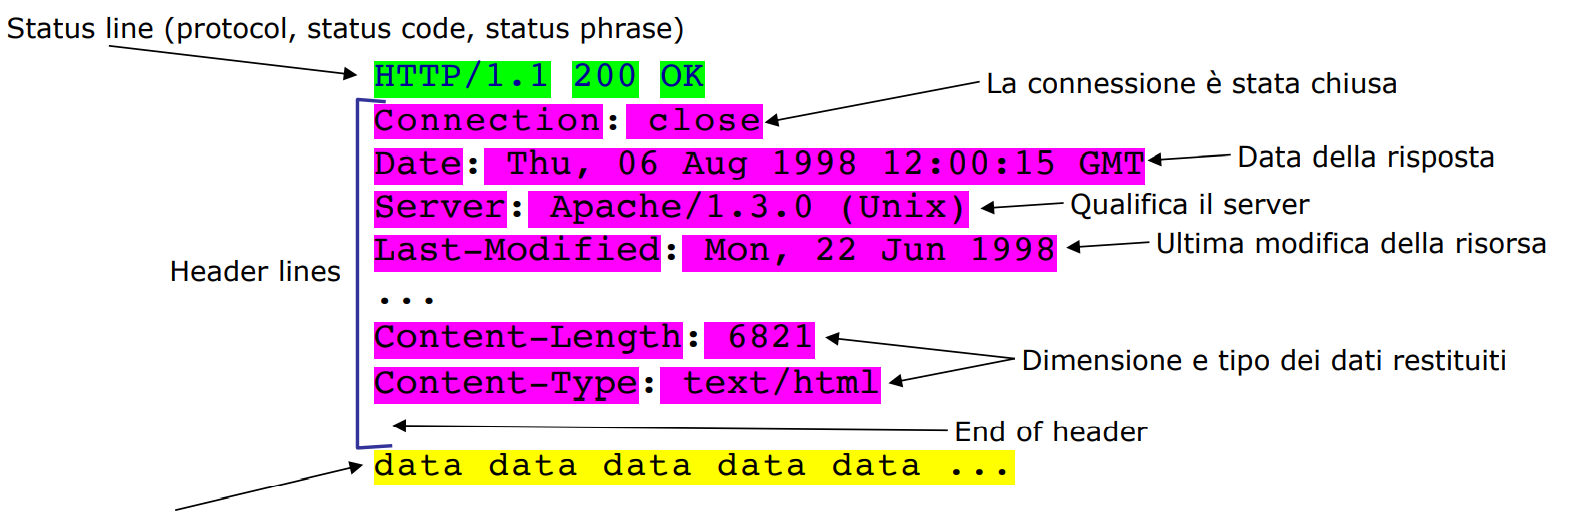 Status line (protocol, status code, status phrase)
HTTP/1.1 200 OK
La connessione è stata chiusa
Connection: close
Date: Thu, 06 Aug 1998 12:00:15 GMT
Data della risposta
Server: Apache/1.3.0 (Unix)
Qualifica il server
Last-Modified: Mon, 22 Jun 1998
Ultima modifica della risorsa
Header lines
...
Content-Length: 6821
Dimensione e tipo dei dati restituiti
Content-Type: text/html
End of header
data data data data data ...